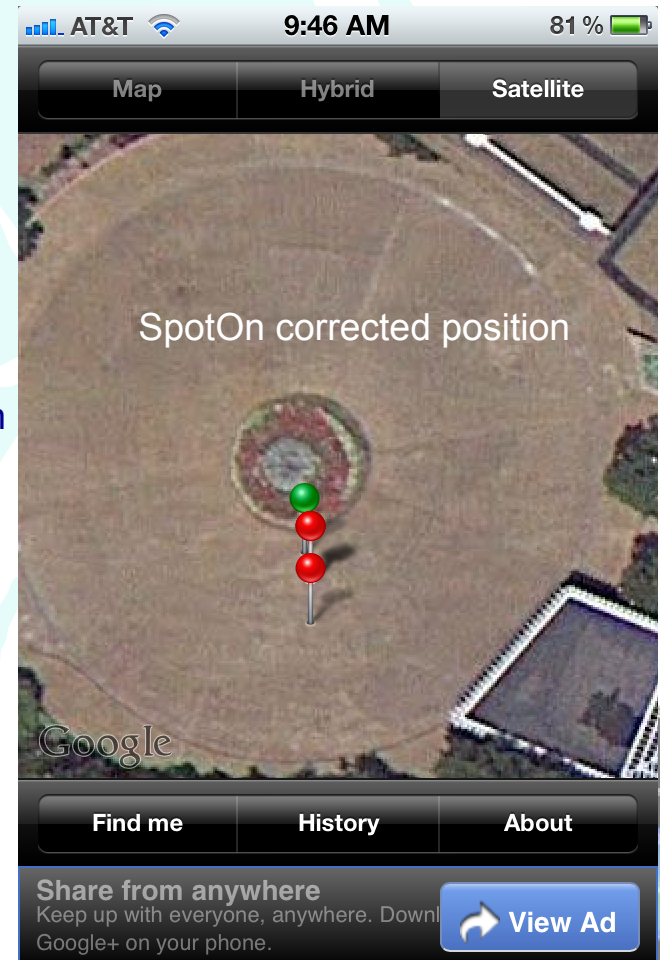 AT&T 9:46 AM 81 %
Map Hybrid Satellite
SpotOn corrected position
Google
Find me History About
Share from anywhere
Keep up with everyone, anywhere. Downl
Google+ on your phone.
View Ad